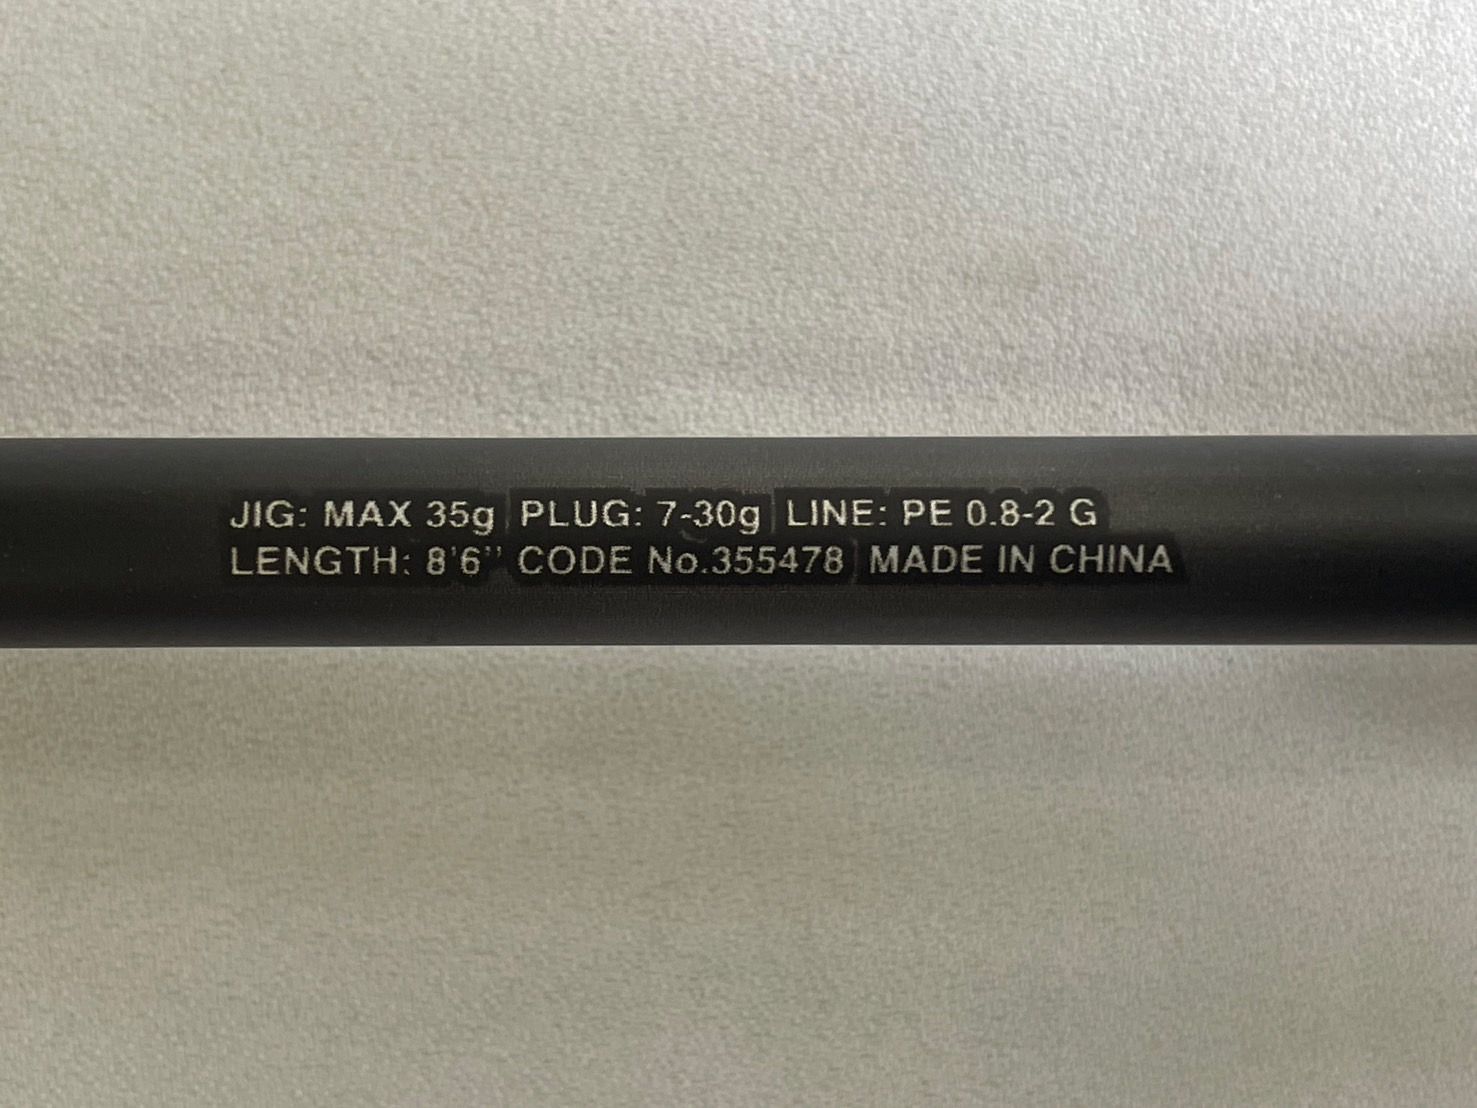 JIG: MAX 35g PLUG: 7-30g LINE: PE 0.8-2 G
LENGTH: 8'6'' CODE No.355478 MADE IN CHINA